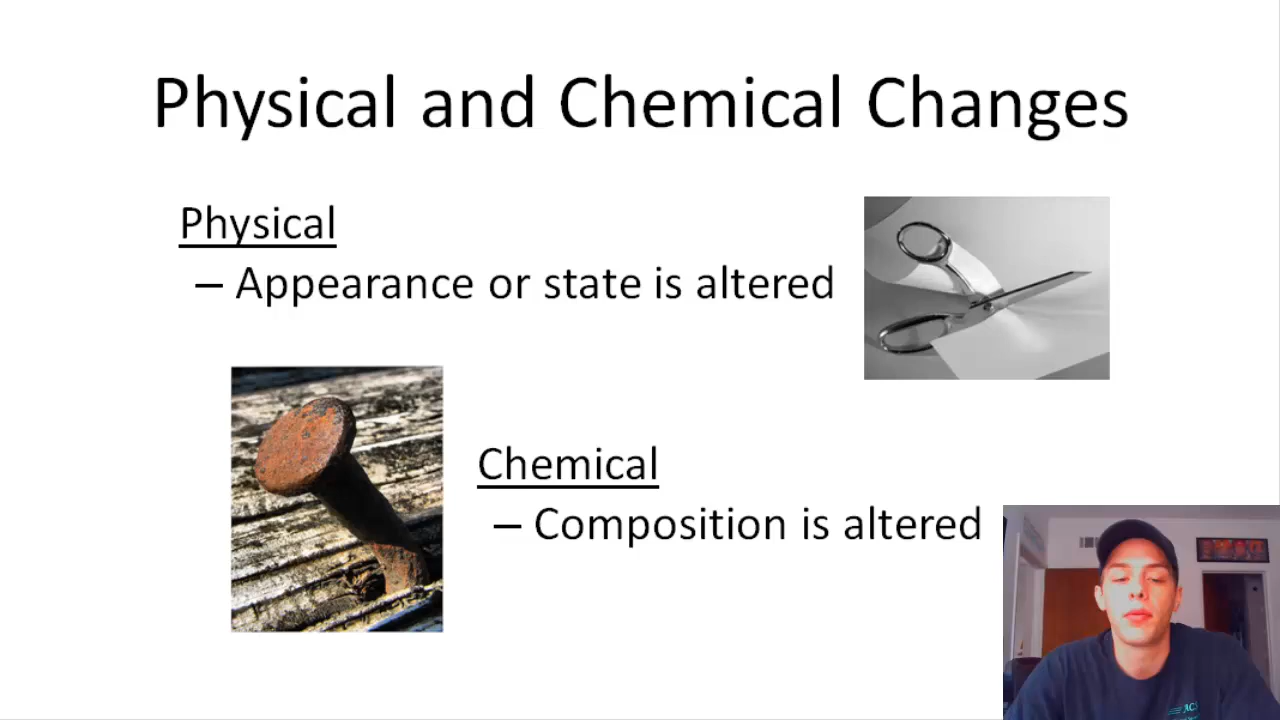 Physical and Chemical Changes
Physical
– Appearance or state is altered
Chemical
– Composition is altered